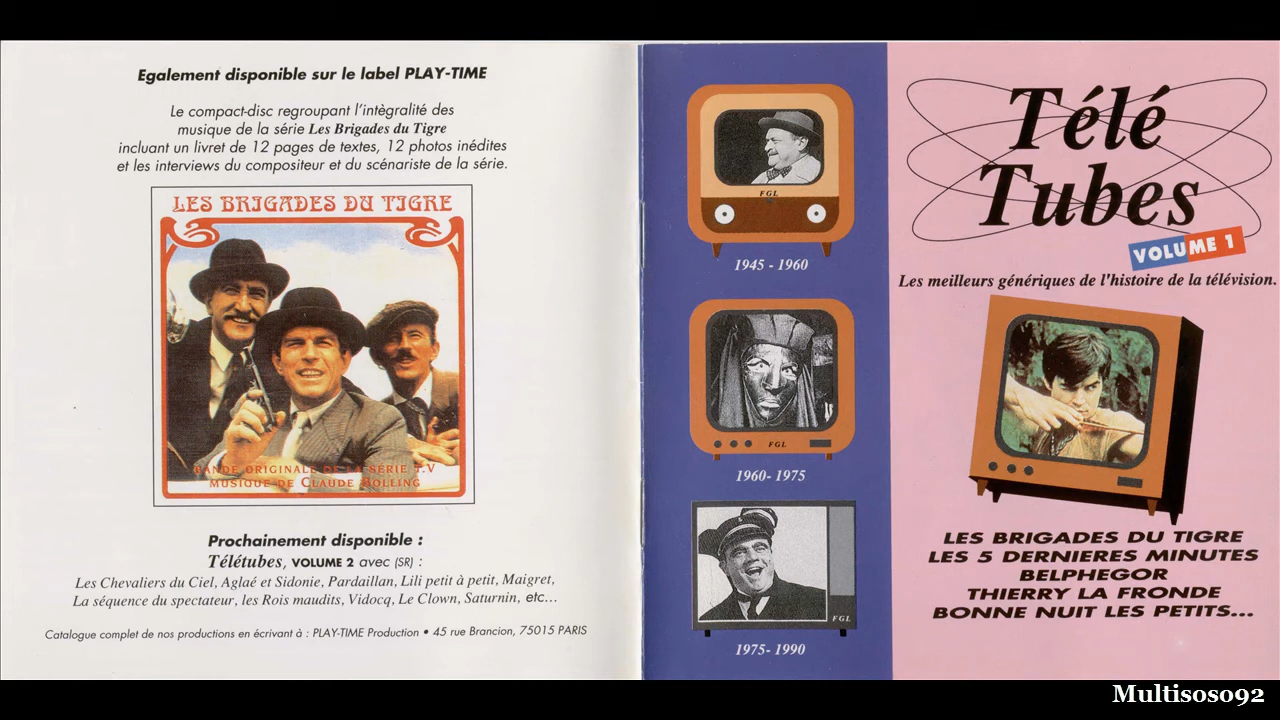 Egalement disponible sur le label PLAY-TIME
Le compact-disc regroupant l'intègralité des
musique de la série Les Brigades du Tigre
incluant un livret de 12 pages de textes, 12 photos inédites
et les interviews du compositeur et du scénariste de la série.
LES BRIGADES DU TIGRE
BANDE ORIGINALE DE LA SÉRIE T.V
MUSIQUE DE CLAUDE BOLLING
Prochainement disponible :
Télétubes, VOLUME 2 avec (SR) :
Les Chevaliers du Ciel, Aglaé et Sidonie, Pardaillan, Lili petit à petit, Maigret,
La séquence du spectateur, les Rois maudits, Vidocq, Le Clown, Saturnin, etc...
Catalogue complet de nos productions en écrivant à : PLAY-TIME Production • 45 rue Brancion, 75015 PARIS
FGL
1945 - 1960
FGL
1960- 1975
FGL
1975- 1990
Télé
Tubes
VOLUME 1
Les meilleurs génériques de l'histoire de la télévision.
LES BRIGADES DU TIGRE
LES 5 DERNIERES MINUTES
BELPHEGOR
THIERRY LA FRONDE
BONNE NUIT LES PETITS...
Multisoso92